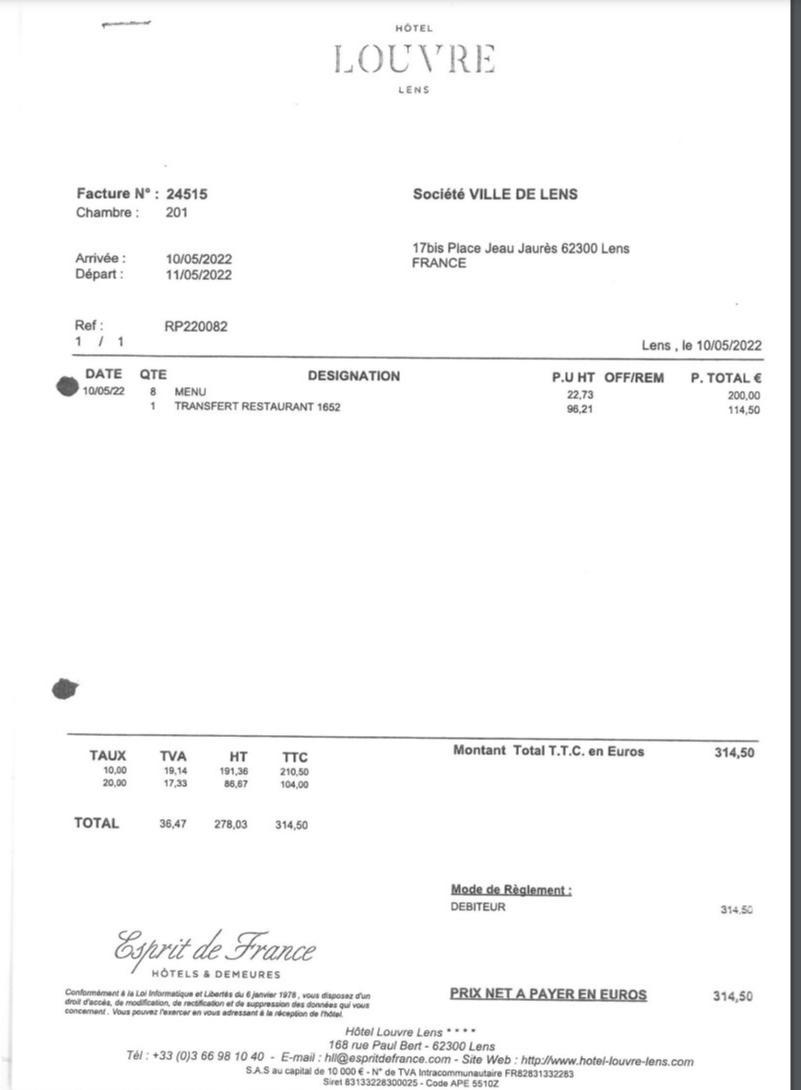 HÔTEL
LOUVRE
LENS
Facture N° : 24515
Société VILLE DE LENS
Chambre : 201
17bis Place Jeau Jaurès 62300 Lens
FRANCE
Arrivée : 10/05/2022
Départ : 11/05/2022
Ref : RP220082
1 / 1
Lens , le 10/05/2022
DATE QTE DESIGNATION P.U HT OFF/REM P. TOTAL €
10/05/22 8 MENU 22,73 200,00
1 TRANSFERT RESTAURANT 1652 96,21 114,50
TAUX TVA HT TTC
10,00 19,14 191,36 210,50
20,00 17,33 86,67 104,00
TOTAL 36,47 278,03 314,50
Montant Total T.T.C. en Euros 314,50
Mode de Règlement :
DEBITEUR 314,50
Esprit de France
HÔTELS & DEMEURES
Conformément à la Loi Informatique et Libertés du 6 janvier 1978 , vous disposez d'un
droit d'accès, de modification, de rectification et de suppression des données qui vous
concernent . Vous pouvez l'exercer en vous adressant à la réception de l'hôtel.
PRIX NET A PAYER EN EUROS 314,50
Hôtel Louvre Lens * * * *
168 rue Paul Bert - 62300 Lens
Tél : +33 (0)3 66 98 10 40 - E-mail : hll@espritdefrance.com - Site Web : http://www.hotel-louvre-lens.com
S.A.S au capital de 10 000 € - N° de TVA Intracommunautaire FR82831332283
Siret 83133228300025 - Code APE 5510Z